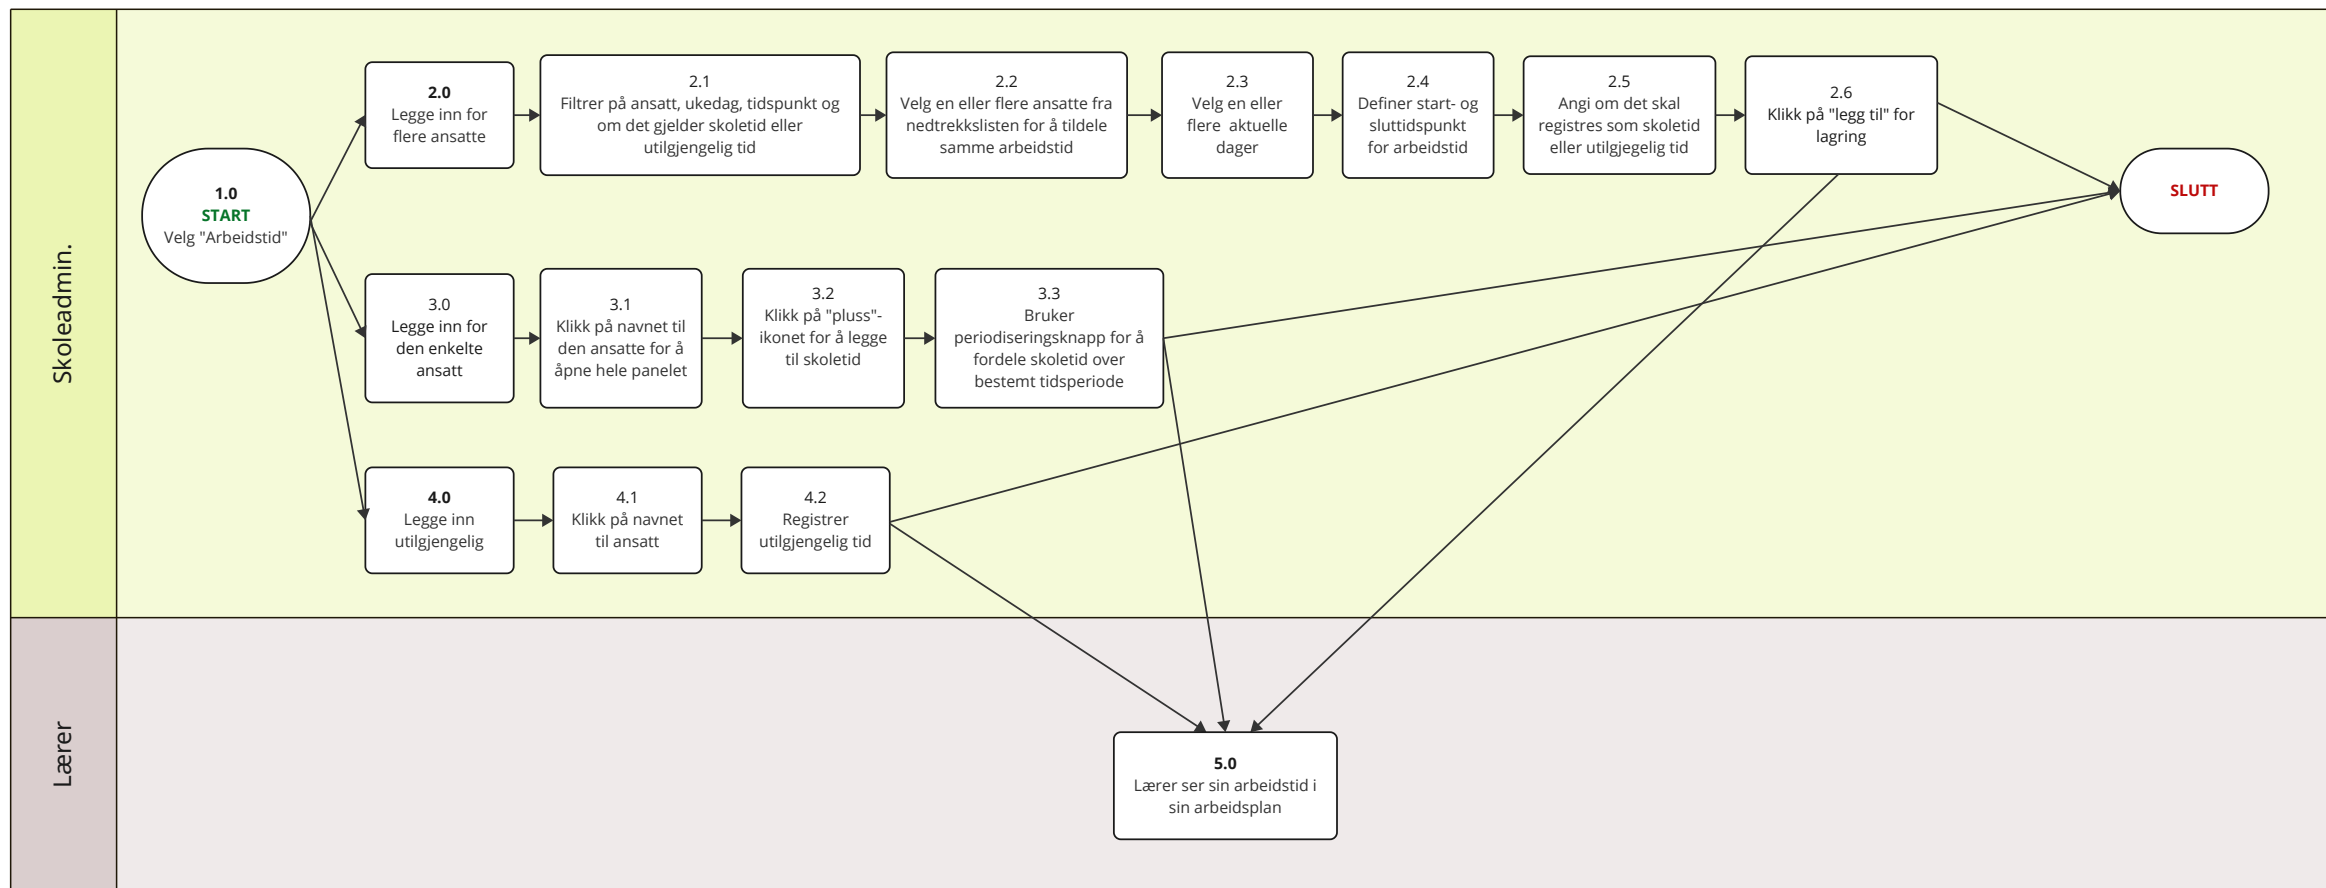 Skoleadmin.
1.0
START
Velg "Arbeidstid"
2.0
Legge inn for
flere ansatte
2.1
Filtrer på ansatt, ukedag, tidspunkt og
om det gjelder skoletid eller
utilgjengelig tid
2.2
Velg en eller flere ansatte fra
nedtrekkslisten for å tildele
samme arbeidstid
2.3
Velg en eller
flere aktuelle
dager
2.4
Definer start- og
sluttidspunkt
for arbeidstid
2.5
Angi om det skal
registres som skoletid
eller utilgjegelig tid
2.6
Klikk på "legg til" for
lagring
SLUTT
3.0
Legge inn for
den enkelte
ansatt
3.1
Klikk på navnet til
den ansatte for å
åpne hele panelet
3.2
Klikk på "pluss"-
ikonet for å legge
til skoletid
3.3
Bruker
periodiseringsknapp for å
fordele skoletid over
bestemt tidsperiode
4.0
Legge inn
utilgjengelig
4.1
Klikk på navnet
til ansatt
4.2
Registrer
utilgjengelig tid
Lærer
5.0
Lærer ser sin arbeidstid i
sin arbeidsplan